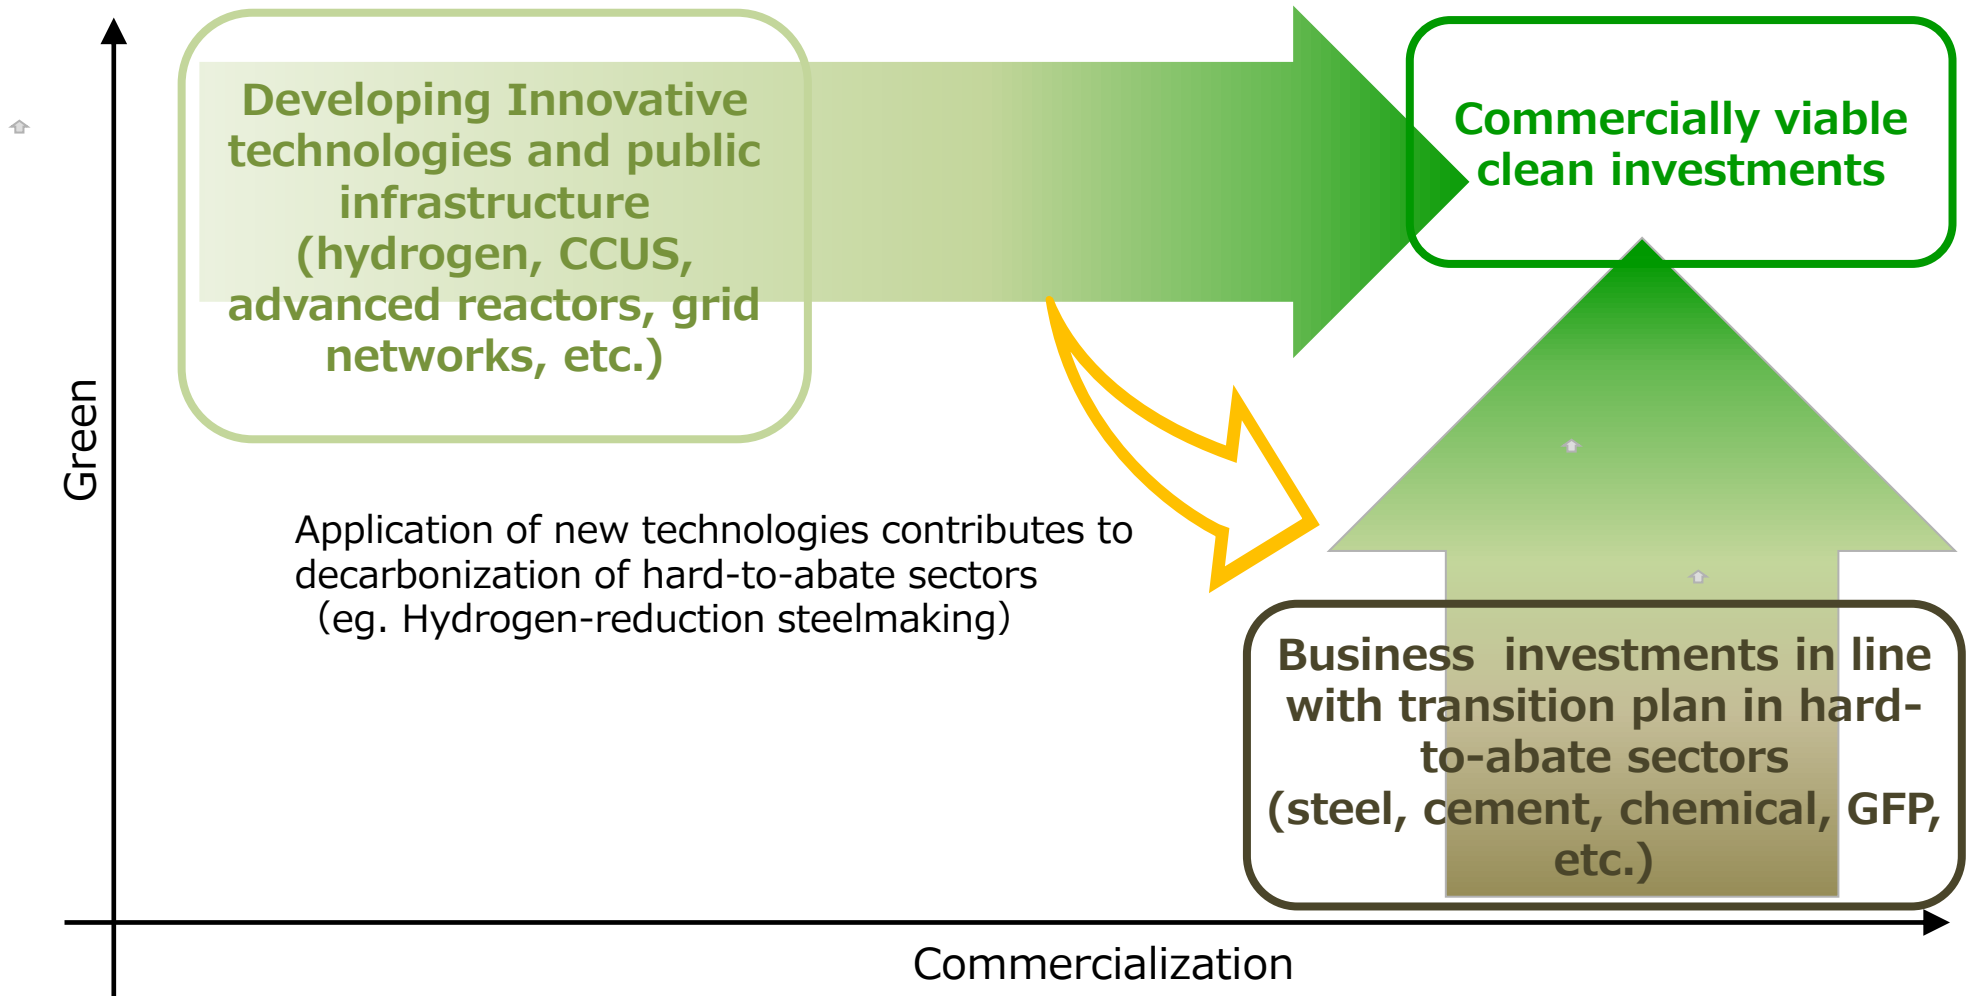 Developing Innovative
technologies and public
infrastructure
(hydrogen, CCUS,
advanced reactors, grid
networks, etc.)
Commercially viable
clean investments
Green
Application of new technologies contributes to
decarbonization of hard-to-abate sectors
（eg. Hydrogen-reduction steelmaking）
Business  investments in line
with transition plan in hard-
to-abate sectors
(steel, cement, chemical, GFP,
etc.)
Commercialization